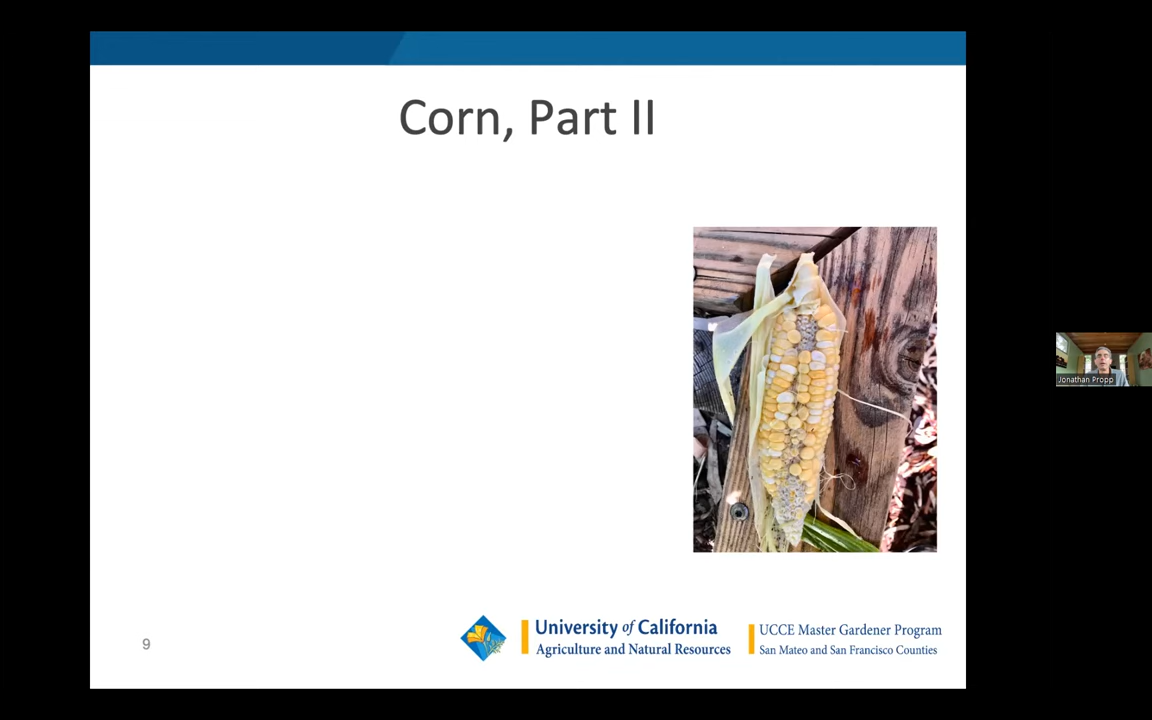 Corn, Part II
Jonathan Propp
9
University of California
Agriculture and Natural Resources
UCCE Master Gardener Program
San Mateo and San Francisco Counties